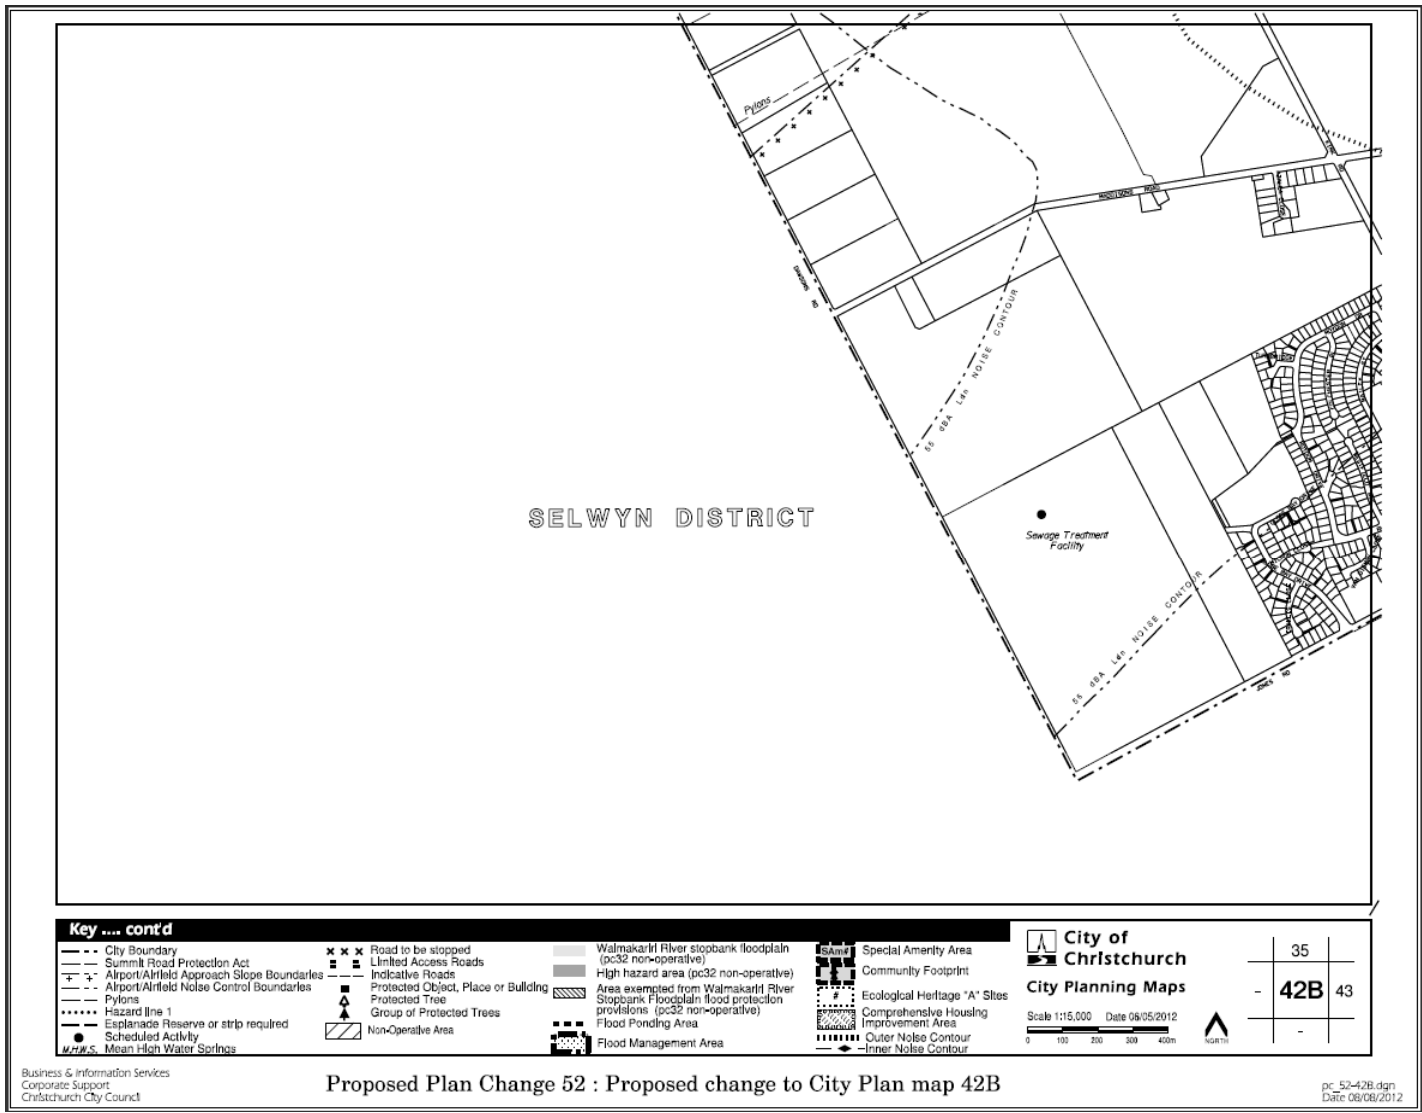 Pylons
MADDISONS ROAD
KIRK
RD
CHISHOLM
SANDHU
RD
55 dBA Ldn NOISE CONTOUR
SELWYN DISTRICT
Sewage Treatment
Facility
55 dBA Ldn NOISE CONTOUR
JONES RD
Key .... cont'd
City Boundary
Summit Road Protection Act
Airport/Airfield Approach Slope Boundaries
Airport/Airfield Noise Control Boundaries
Pylons
Hazard line 1
Esplanade Reserve or strip required
Scheduled Activity
M.H.W.S. Mean High Water Springs
Road to be stopped
Limited Access Roads
Indicative Roads
Protected Object, Place or Building
Protected Tree
Group of Protected Trees
Non-Operative Area
Waimakariri River stopbank floodplain
(pc32 non-operative)
High hazard area (pc32 non-operative)
Area exempted from Waimakariri River
Stopbank Floodplain flood protection
provisions (pc32 non-operative)
Flood Ponding Area
Flood Management Area
SAm# Special Amenity Area
Community Footprint
# Ecological Heritage "A" Sites
Comprehensive Housing
Improvement Area
Outer Noise Contour
Inner Noise Contour
City of
Christchurch
City Planning Maps
Scale 1:15,000 Date 08/05/2012
0 100 200 300 400m
NORTH
35
- 42B 43
-
Business & Information Services
Corporate Support
Christchurch City Council
Proposed Plan Change 52 : Proposed change to City Plan map 42B
pc_52-42B.dgn
Date 08/08/2012